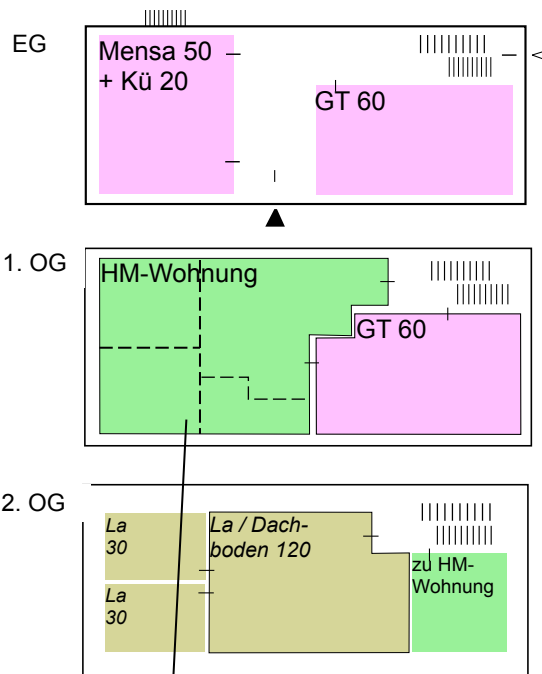 EG
Mensa 50
+ Kü 20
GT 60
1. OG
HM-Wohnung
GT 60
2. OG
La
30
La / Dach-
boden 120
La
30
zu HM-
Wohnung